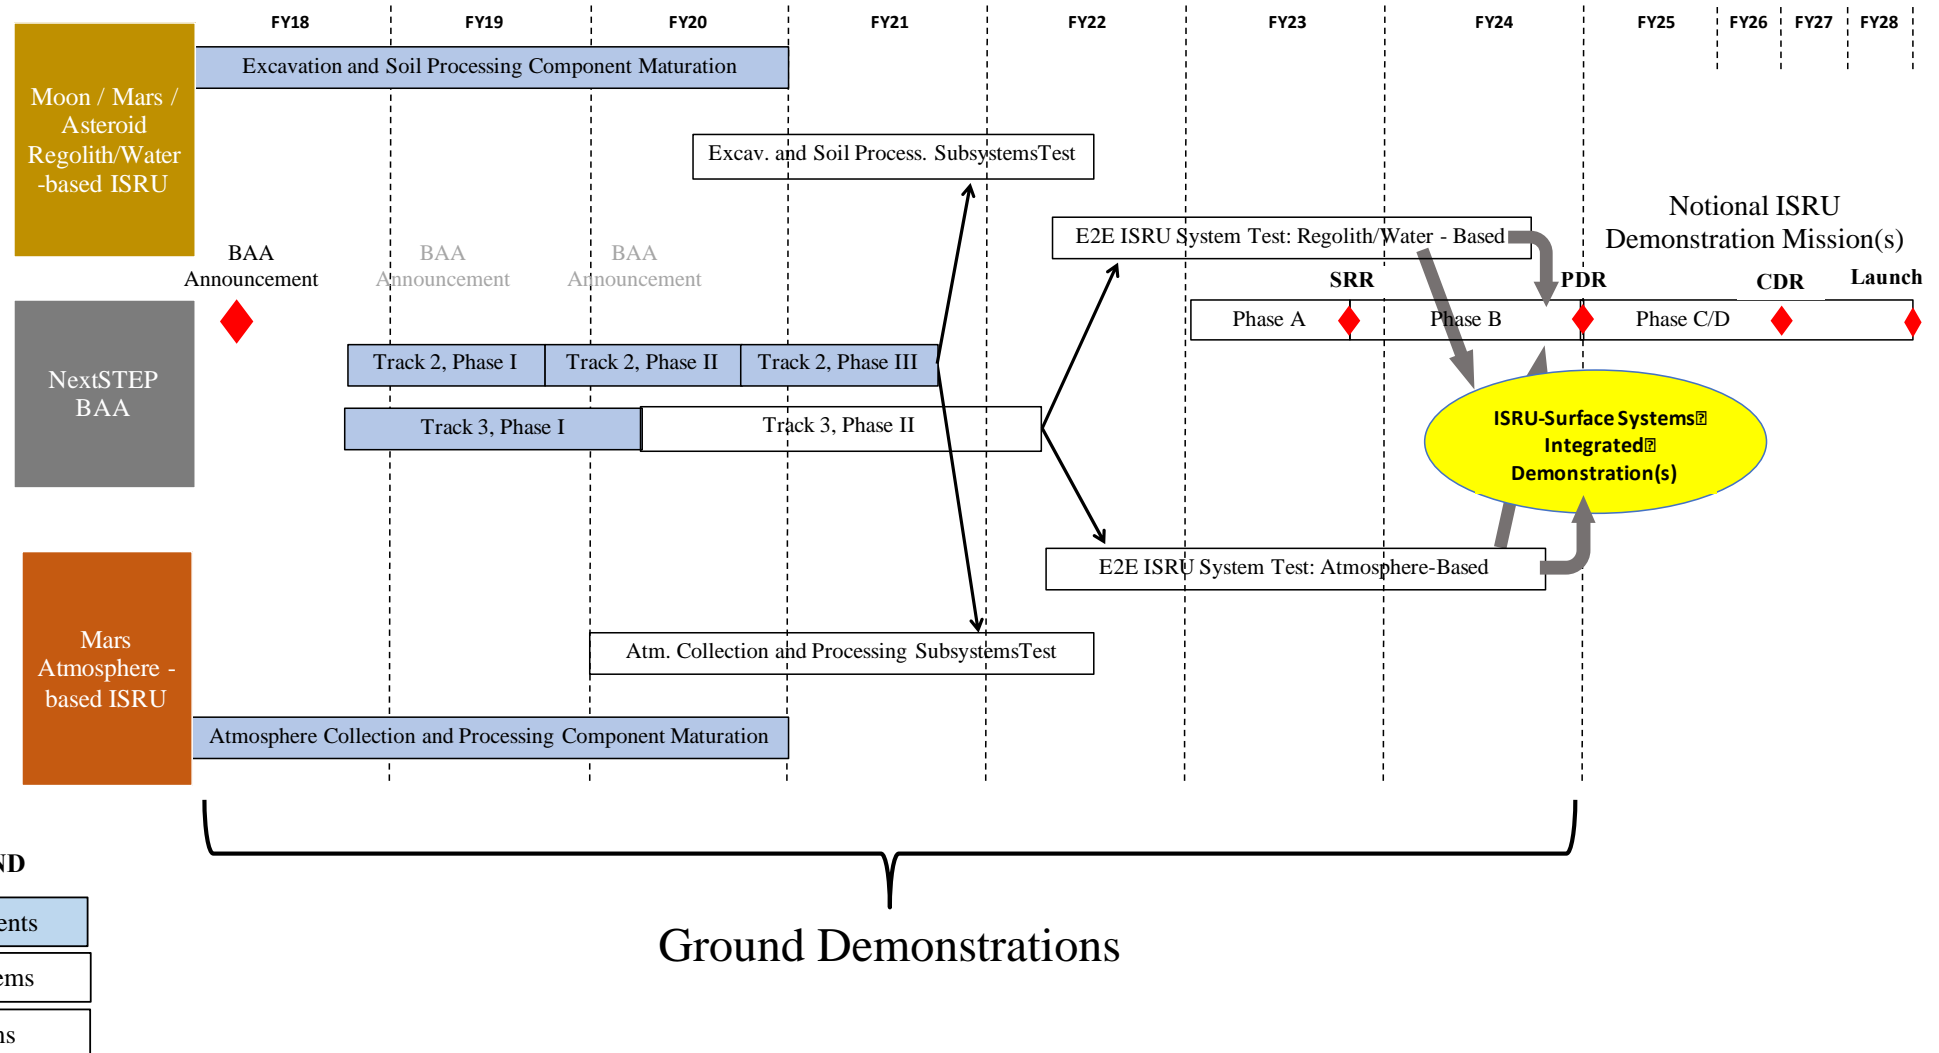 FY18 FY19 FY20 FY21 FY22 FY23 FY24 FY25 FY26 FY27 FY28
Moon / Mars /
Asteroid
Regolith/Water
-based ISRU
Excavation and Soil Processing Component Maturation
Excav. and Soil Process. SubsystemsTest
E2E ISRU System Test: Regolith/Water - Based
Notional ISRU
Demonstration Mission(s)
BAA
Announcement
BAA
Announcement
BAA
Announcement
SRR
PDR
CDR
Launch
Phase A
Phase B
Phase C/D
NextSTEP
BAA
Track 2, Phase I
Track 2, Phase II
Track 2, Phase III
Track 3, Phase I
Track 3, Phase II
ISRU-Surface Systems
Integrated
Demonstration(s)
E2E ISRU System Test: Atmosphere-Based
Mars
Atmosphere -
based ISRU
Atm. Collection and Processing SubsystemsTest
Atmosphere Collection and Processing Component Maturation
Ground Demonstrations
ND
ents
ems
ns